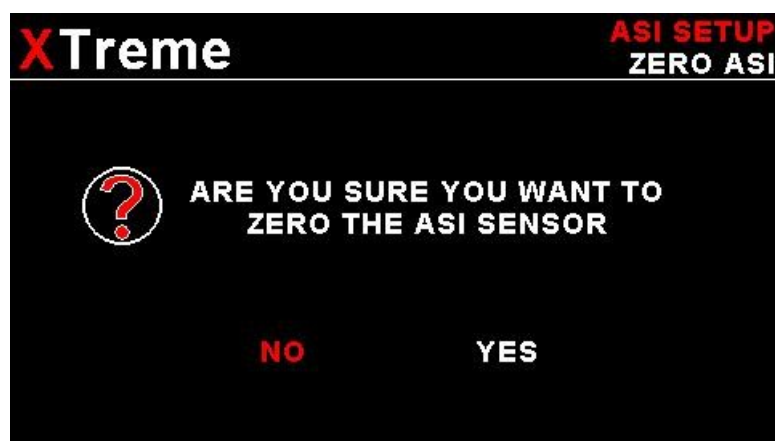 XTreme
ASI SETUP
ZERO ASI
?
ARE YOU SURE YOU WANT TO
ZERO THE ASI SENSOR
NO YES